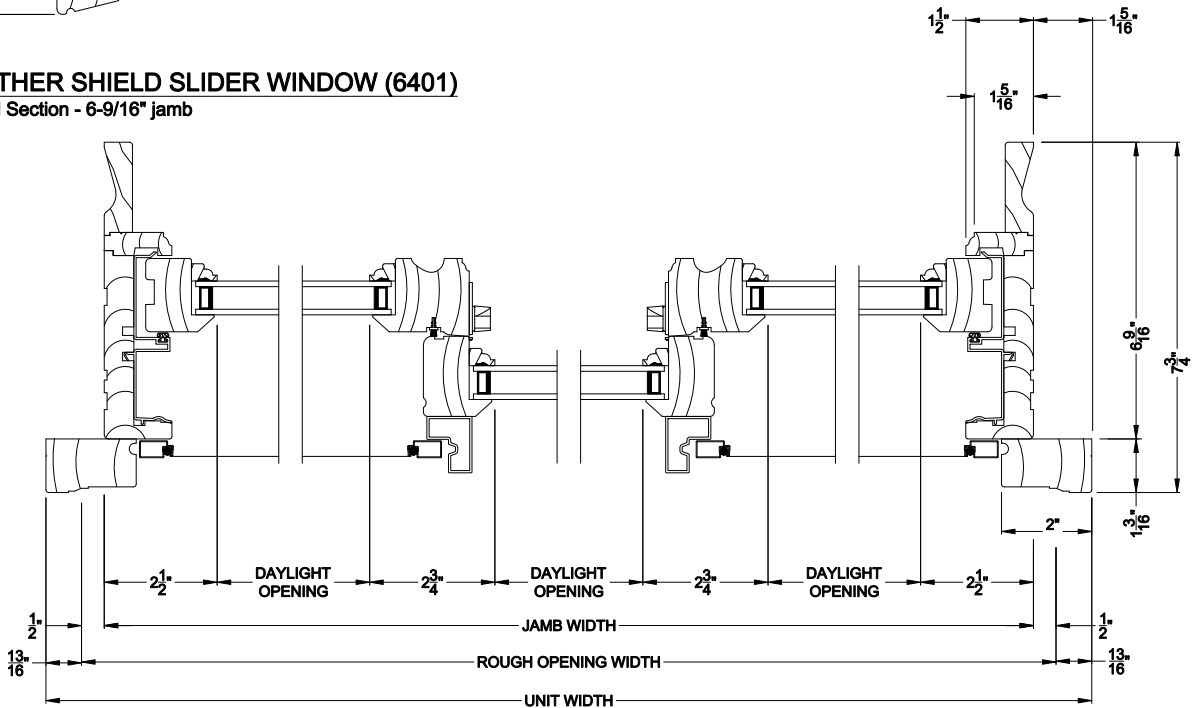 1 1/2"
1 5/16"
THER SHIELD SLIDER WINDOW (6401)
l Section - 6-9/16" jamb
1 5/16"
6 9/16"
7 3/4"
1 3/16"
2"
2 1/2"
DAYLIGHT
OPENING
2 3/4"
DAYLIGHT
OPENING
2 3/4"
DAYLIGHT
OPENING
2 1/2"
1/2"
JAMB WIDTH
1/2"
13/16"
ROUGH OPENING WIDTH
13/16"
UNIT WIDTH